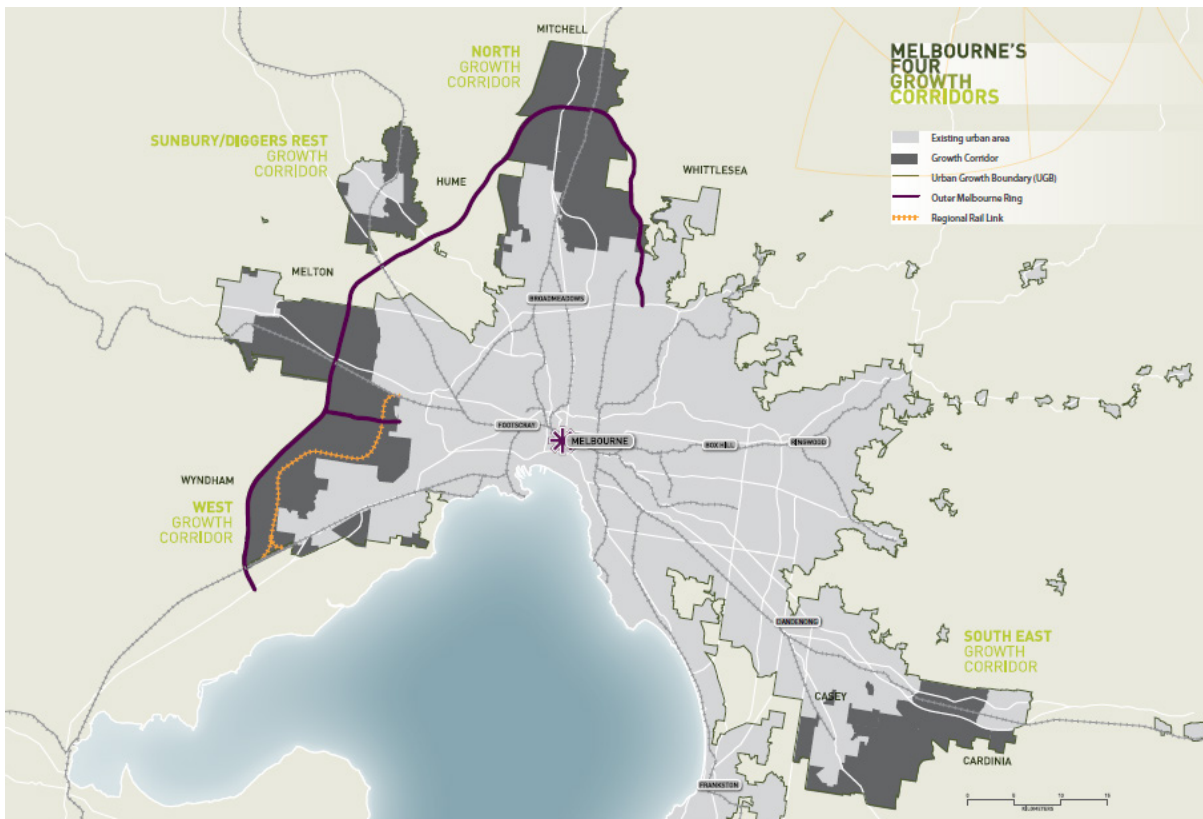 MITCHELL
NORTH
GROWTH
CORRIDOR
MELBOURNE'S
FOUR
GROWTH
CORRIDORS
Existing urban area
Growth Corridor
Urban Growth Boundary (UGB)
Outer Melbourne Ring
Regional Rail Link
SUNBURY/DIGGERS REST
GROWTH
CORRIDOR
HUME
WHITTLESEA
MELTON
BROADMEADOWS
FOOTSCRAY
MELBOURNE
BOX HILL
RINGWOOD
WYNDHAM
WEST
GROWTH
CORRIDOR
DANDENONG
SOUTH EAST
GROWTH
CORRIDOR
CASEY
CARDINIA
FRANKSTON
KILOMETERS